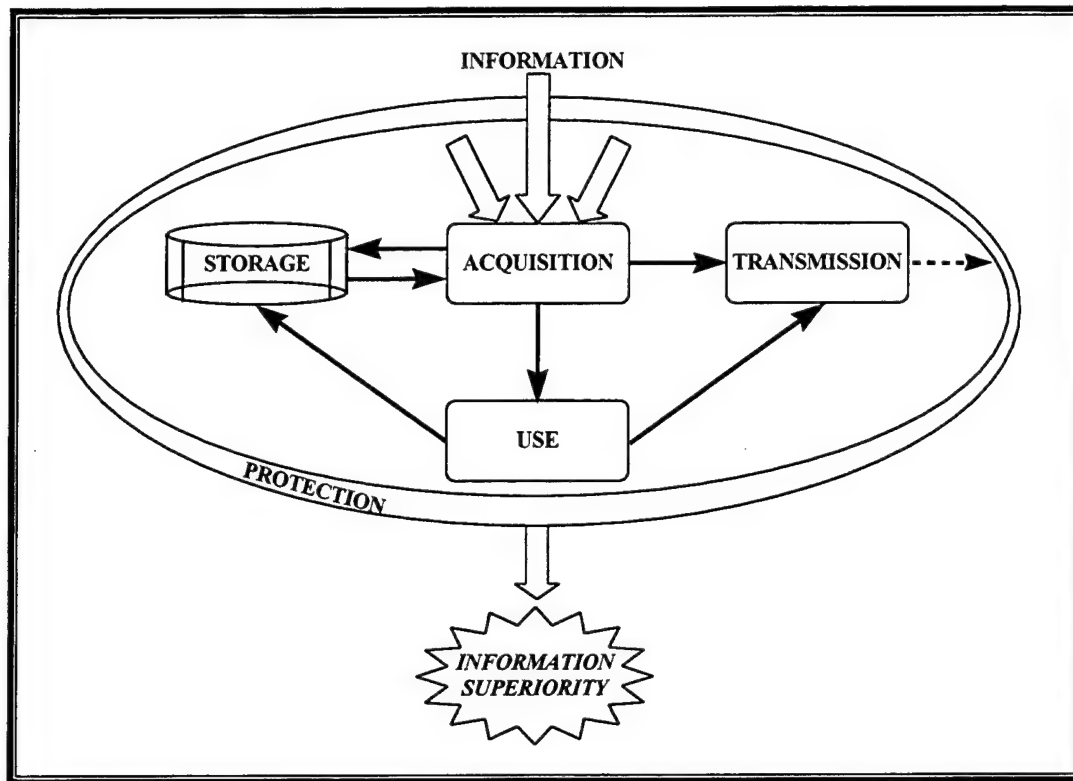 INFORMATION
STORAGE
ACQUISITION
TRANSMISSION
USE
PROTECTION
INFORMATION
SUPERIORITY